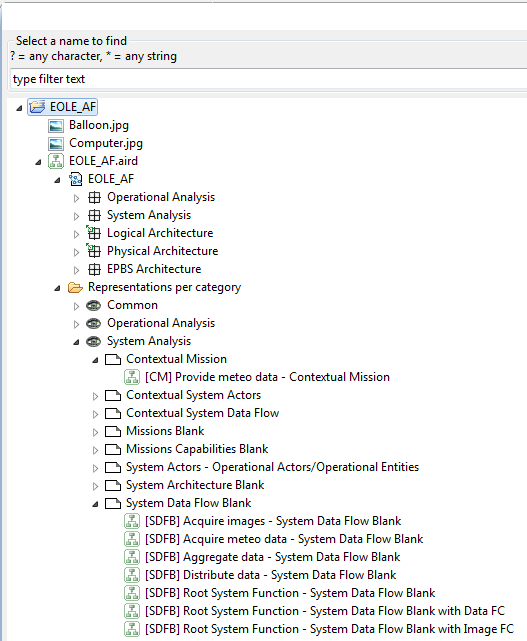 Select a name to find
? = any character, * = any string
type filter text
EOLE_AF
Balloon.jpg
Computer.jpg
EOLE_AF.aird
EOLE_AF
Operational Analysis
System Analysis
Logical Architecture
Physical Architecture
EPBS Architecture
Representations per category
Common
Operational Analysis
System Analysis
Contextual Mission
[CM] Provide meteo data - Contextual Mission
Contextual System Actors
Contextual System Data Flow
Missions Blank
Missions Capabilities Blank
System Actors - Operational Actors/Operational Entities
System Architecture Blank
System Data Flow Blank
[SDFB] Acquire images - System Data Flow Blank
[SDFB] Acquire meteo data - System Data Flow Blank
[SDFB] Aggregate data - System Data Flow Blank
[SDFB] Distribute data - System Data Flow Blank
[SDFB] Root System Function - System Data Flow Blank
[SDFB] Root System Function - System Data Flow Blank with Data FC
[SDFB] Root System Function - System Data Flow Blank with Image FC